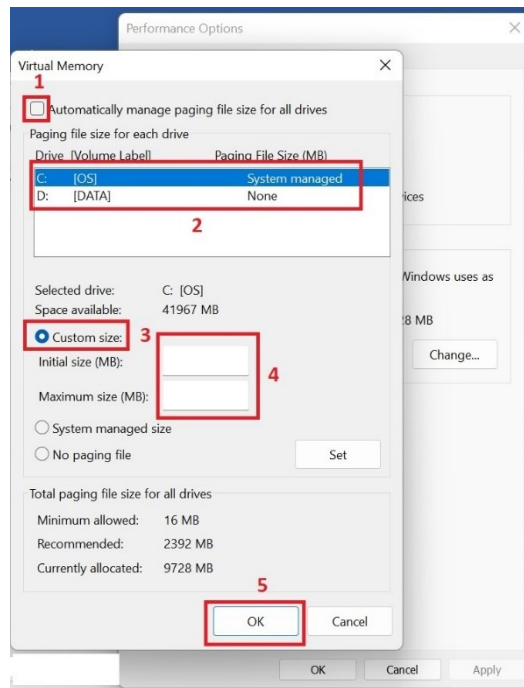 Performance Options
Virtual Memory
1
Automatically manage paging file size for all drives
Paging file size for each drive
Drive [Volume Label] Paging File Size (MB)
C: [OS] System managed
D: [DATA] None
2
ices
Windows uses as
Selected drive: C: [OS]
Space available: 41967 MB
28 MB
Custom size: 3
Initial size (MB):
4
Change...
Maximum size (MB):
System managed size
No paging file Set
Total paging file size for all drives
Minimum allowed: 16 MB
Recommended: 2392 MB
Currently allocated: 9728 MB
5
OK Cancel
OK Cancel Apply